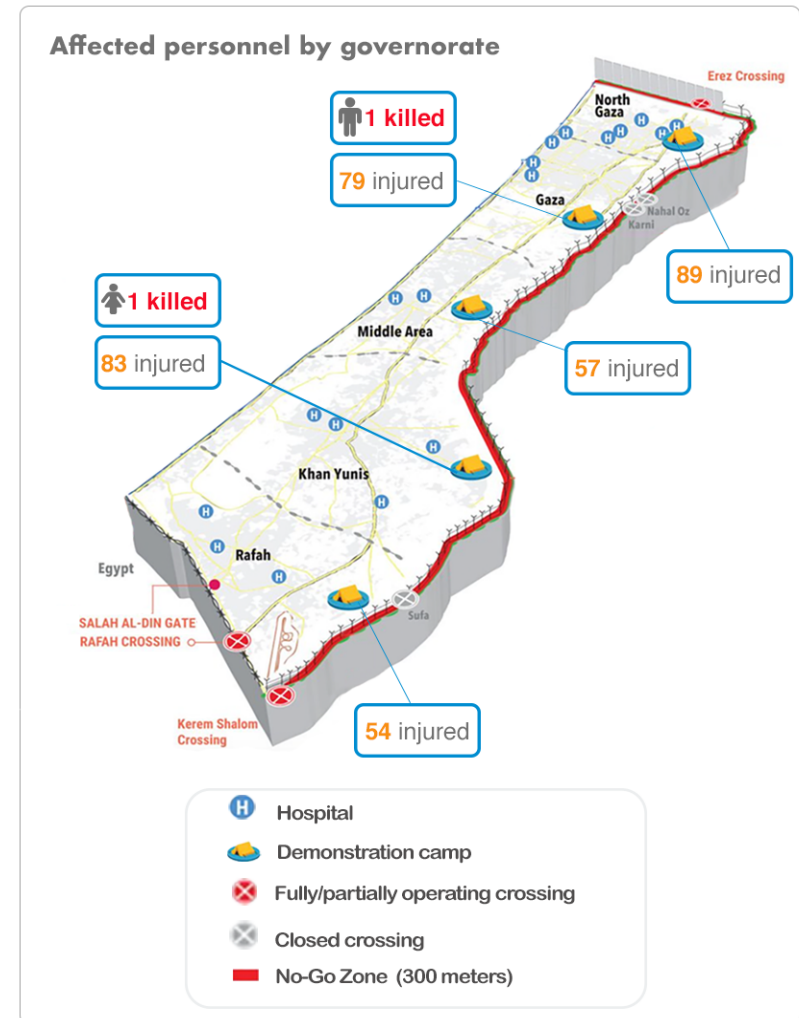 Affected personnel by governorate
Erez Crossing
North
Gaza
H
H
H
H
H
H
H
H
H
1 killed
79 injured
Gaza
Nahal Oz
Karni
89 injured
1 killed
83 injured
H
H
Middle Area
57 injured
H
H
H
Khan Yunis
H
H
H
H
Rafah
Egypt
SALAH AL-DIN GATE
RAFAH CROSSING
Sufa
Kerem Shalom
Crossing
54 injured
H Hospital
Demonstration camp
Fully/partially operating crossing
Closed crossing
No-Go Zone (300 meters)